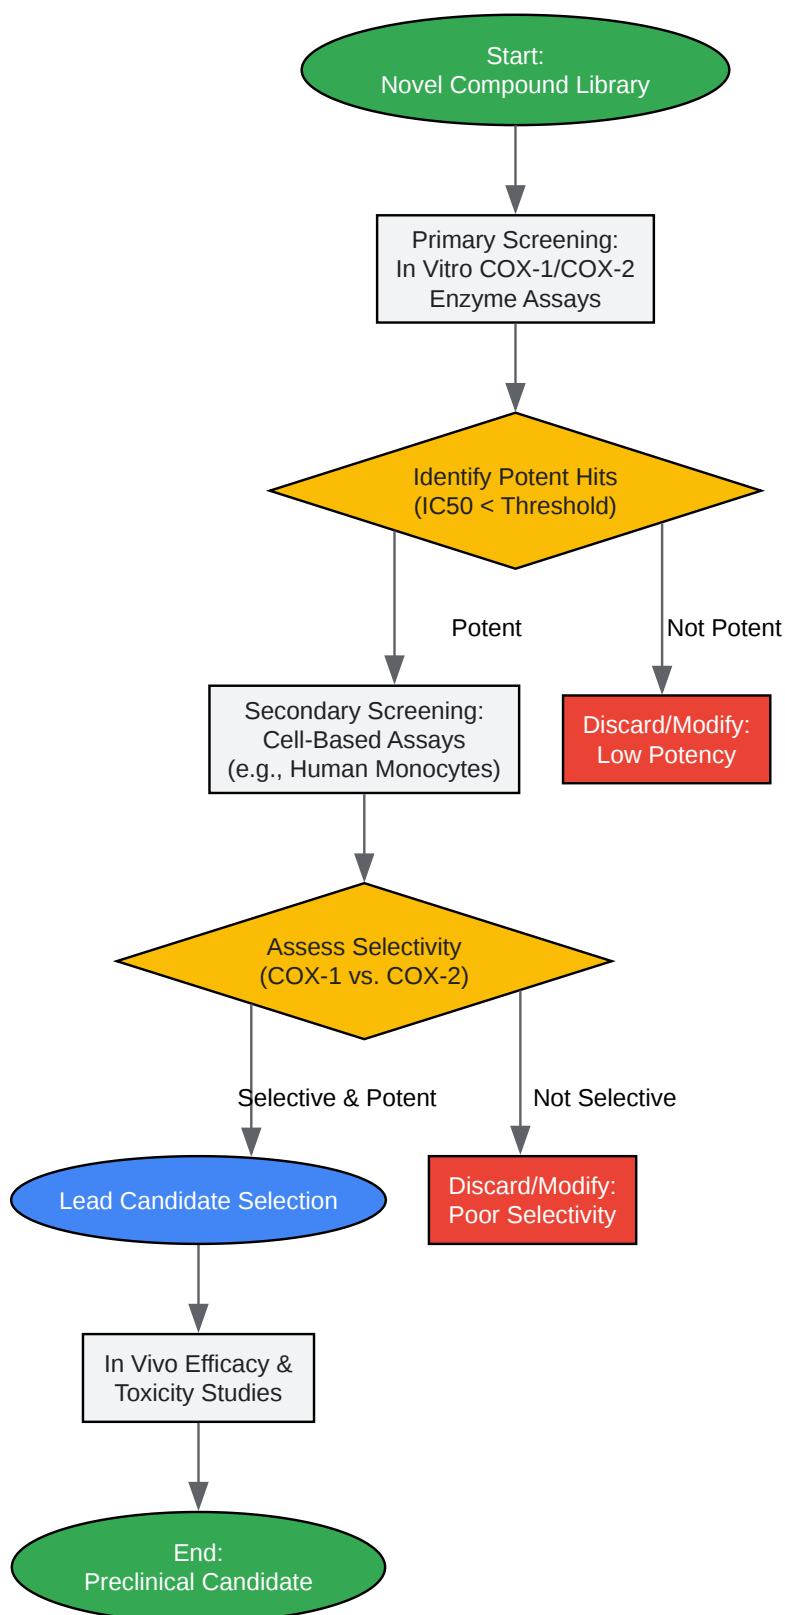 Start:
Novel Compound Library
Primary Screening:
In Vitro COX-1/COX-2
Enzyme Assays
Identify Potent Hits
(IC50 < Threshold)
Potent
Not Potent
Secondary Screening:
Cell-Based Assays
(e.g., Human Monocytes)
Discard/Modify:
Low Potency
Assess Selectivity
(COX-1 vs. COX-2)
Selective & Potent
Not Selective
Lead Candidate Selection
Discard/Modify:
Poor Selectivity
In Vivo Efficacy &
Toxicity Studies
End:
Preclinical Candidate